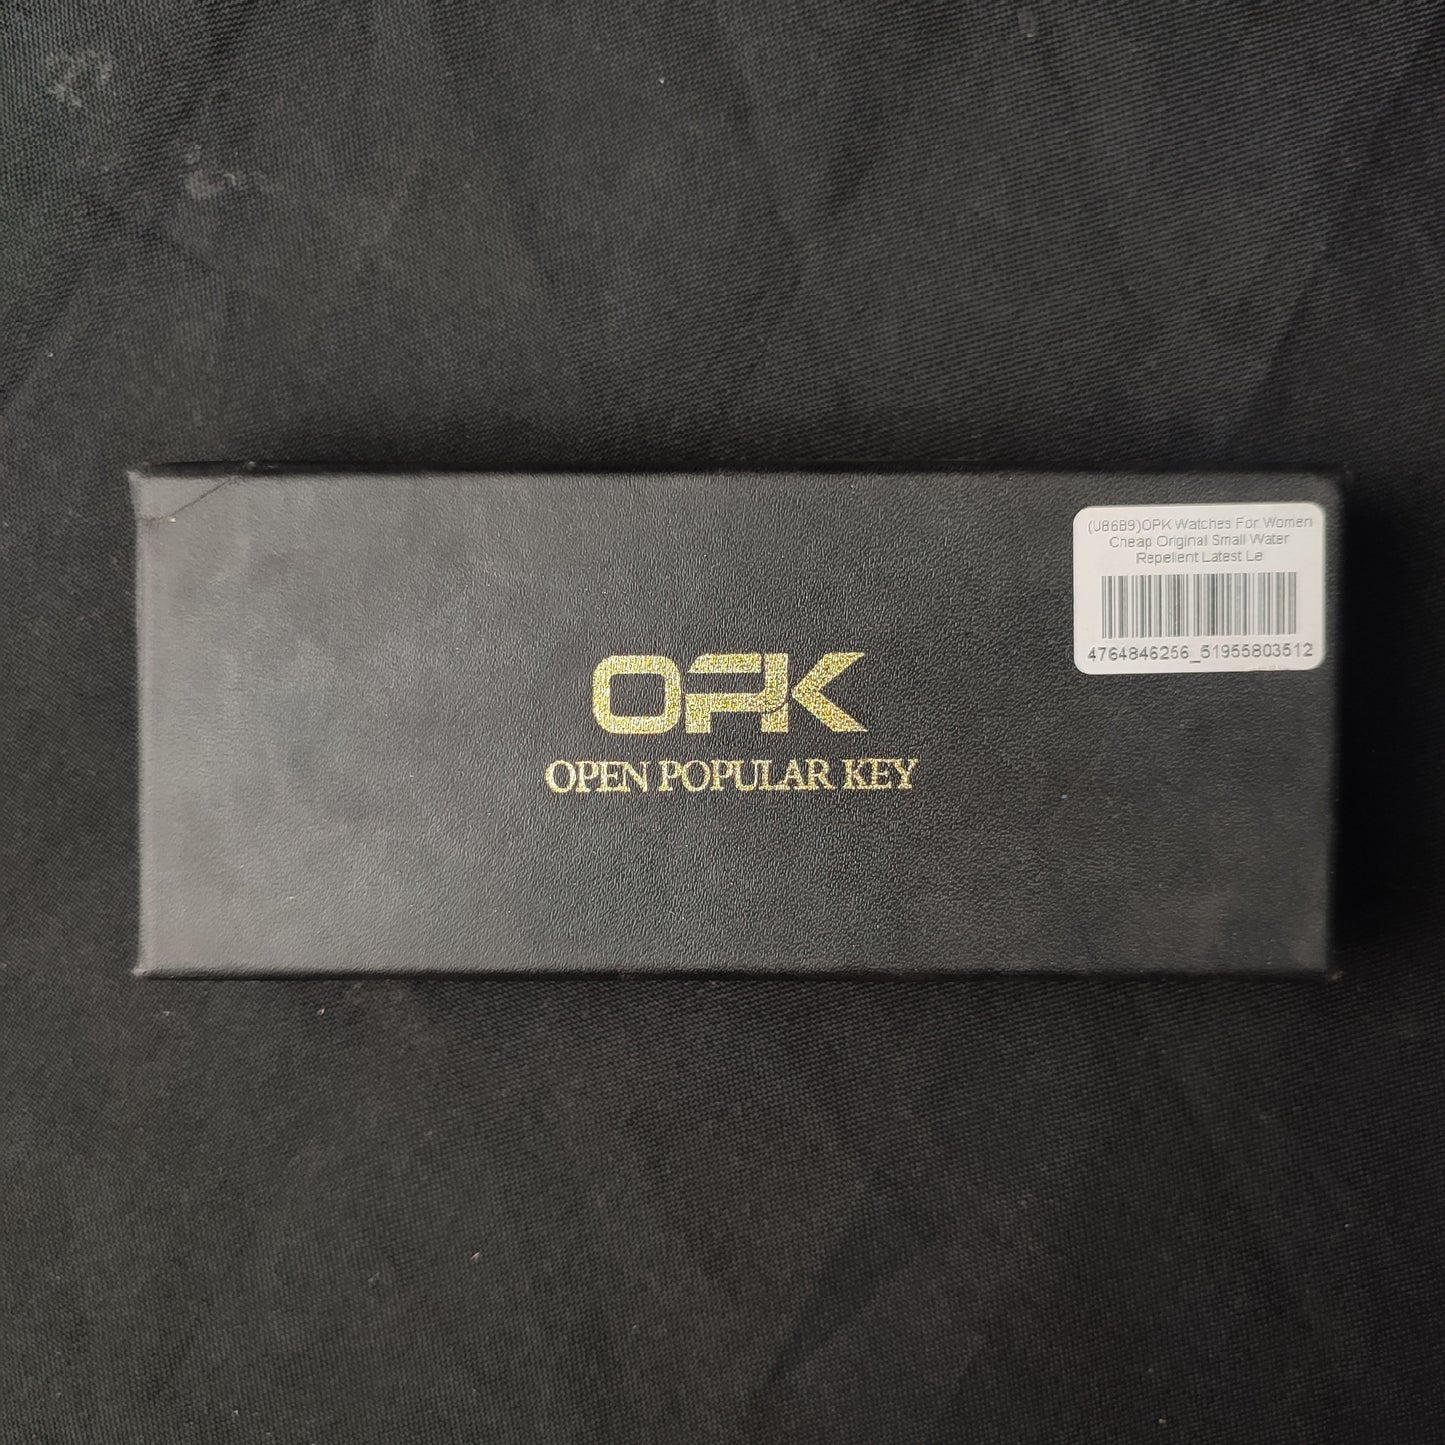 (U86B9)OPK Watches For Women
Cheap Original Small Water
Repellent Latest Le
4764846256_51955803512
OPK
OPEN POPULAR KEY